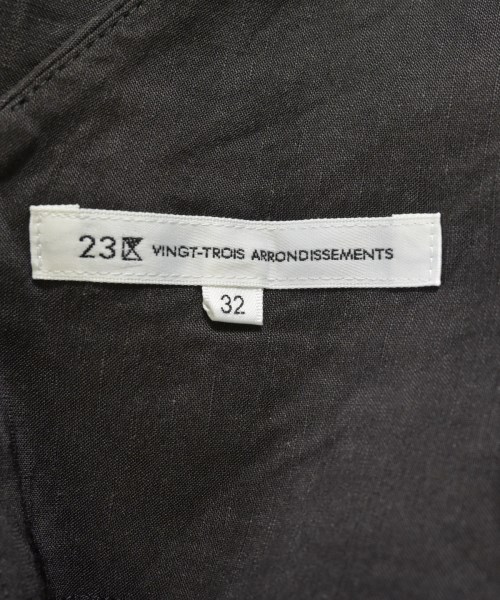 23区 VINGT-TROIS ARRONDISSEMENTS
32